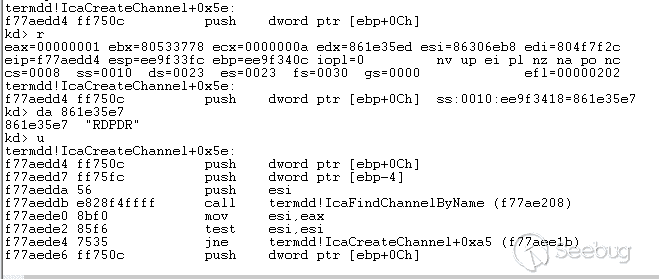 termdd!IcaCreateChannel+0x5e:
f77aedd4 ff750c push dword ptr [ebp+0Ch]
kd> r
eax=00000001 ebx=80533778 ecx=0000000a edx=861e35ed esi=86306eb8 edi=804f7f2c
eip=f77aedd4 esp=ee9f33fc ebp=ee9f340c iopl=0 nv up ei pl nz na po nc
cs=0008 ss=0010 ds=0023 es=0023 fs=0030 gs=0000 efl=00000202
termdd!IcaCreateChannel+0x5e:
f77aedd4 ff750c push dword ptr [ebp+0Ch] ss:0010:ee9f3418=861e35e7
kd> da 861e35e7
861e35e7 "RDPDR"
kd> u
termdd!IcaCreateChannel+0x5e:
f77aedd4 ff750c push dword ptr [ebp+0Ch]
f77aedd7 ff75fc push dword ptr [ebp-4]
f77aedda 56 push esi
f77aeddb e828f4ffff call termdd!IcaFindChannelByName (f77ae208)
f77aede0 8bf0 mov esi,eax
f77aede2 85f6 test esi,esi
f77aede4 7535 jne termdd!IcaCreateChannel+0xa5 (f77aee1b)
f77aede6 ff750c push dword ptr [ebp+0Ch]
Seebug